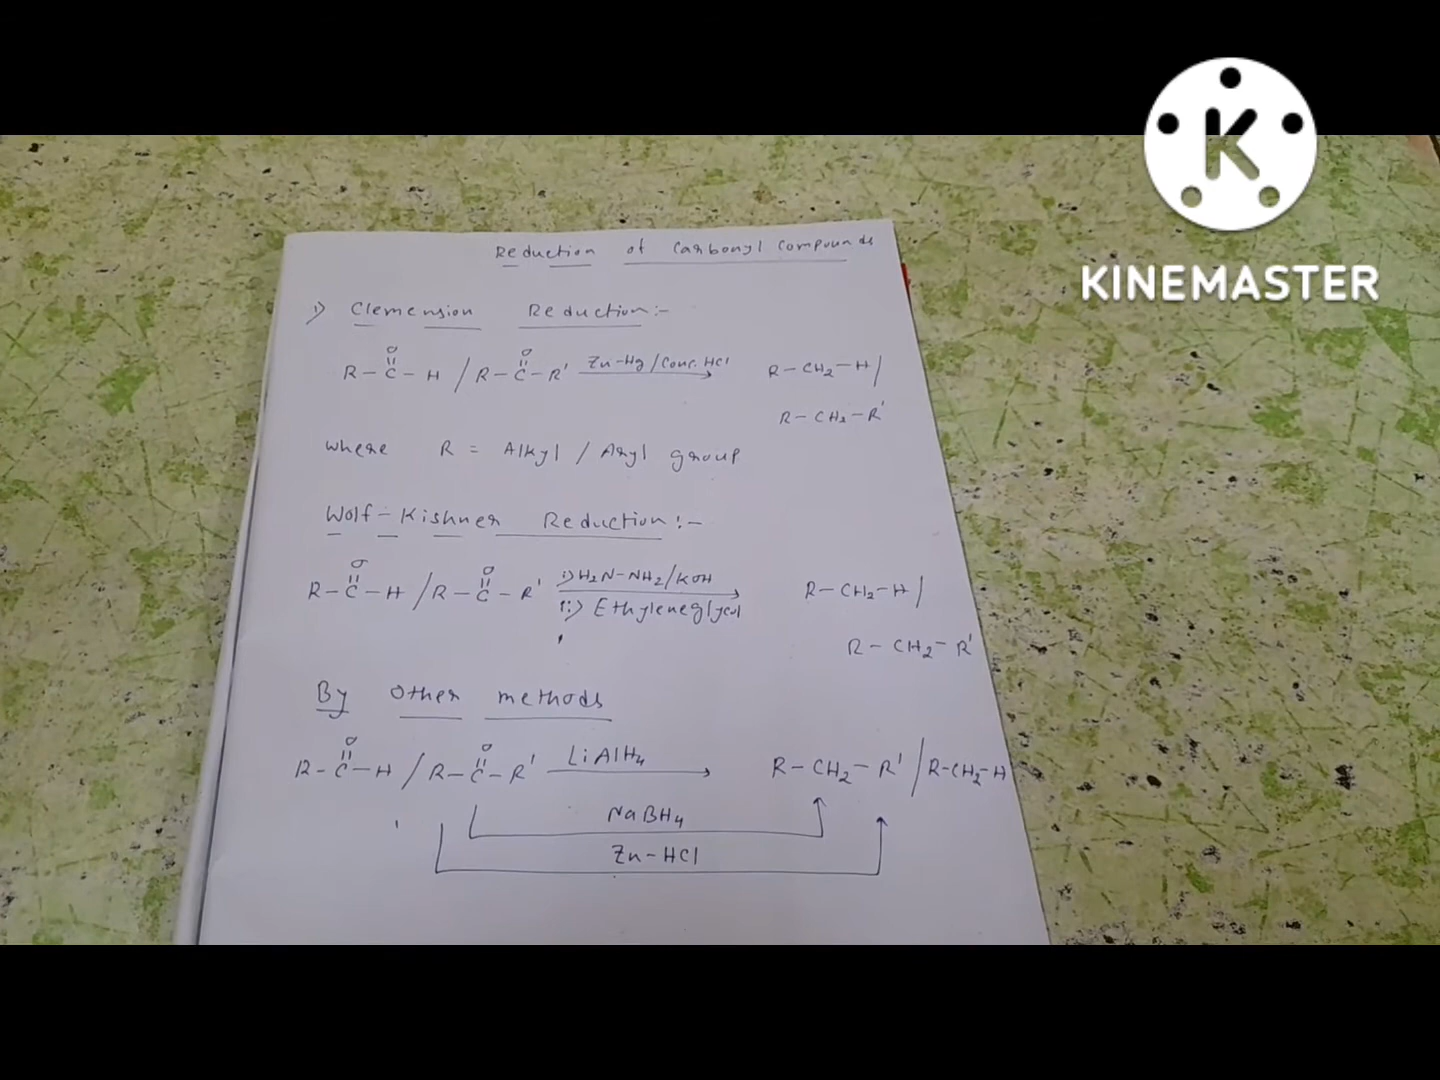 KINEMASTER
Reduction of Carbonyl Compounds
i) Clemension Reduction:-
R-C-H / R-C-R' Zn-Hg/Conc. HCl R-CH2-H/
O O
R-CH2-R'
where R = Alkyl / Aryl group
Wolf-Kishner Reduction:-
O O
R-C-H / R-C-R' i) H2N-NH2/KOH R-CH2-H/
ii) Ethyleneglycol
R-CH2-R'
By Other methods
O O
R-C-H / R-C-R' LiAlH4 R-CH2-R' / R-CH2-H
NaBH4
Zn-HCl